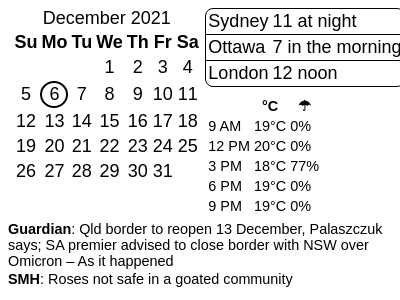 December 2021
Su Mo Tu We Th Fr Sa
1 2 3 4
5 6 7 8 9 10 11
12 13 14 15 16 17 18
19 20 21 22 23 24 25
26 27 28 29 30 31
Sydney 11 at night
Ottawa 7 in the morning
London 12 noon
°C ☂
9 AM 19°C 0%
12 PM 20°C 0%
3 PM 18°C 77%
6 PM 19°C 0%
9 PM 19°C 0%
Guardian: Qld border to reopen 13 December, Palaszczuk
says; SA premier advised to close border with NSW over
Omicron – As it happened
SMH: Roses not safe in a goated community